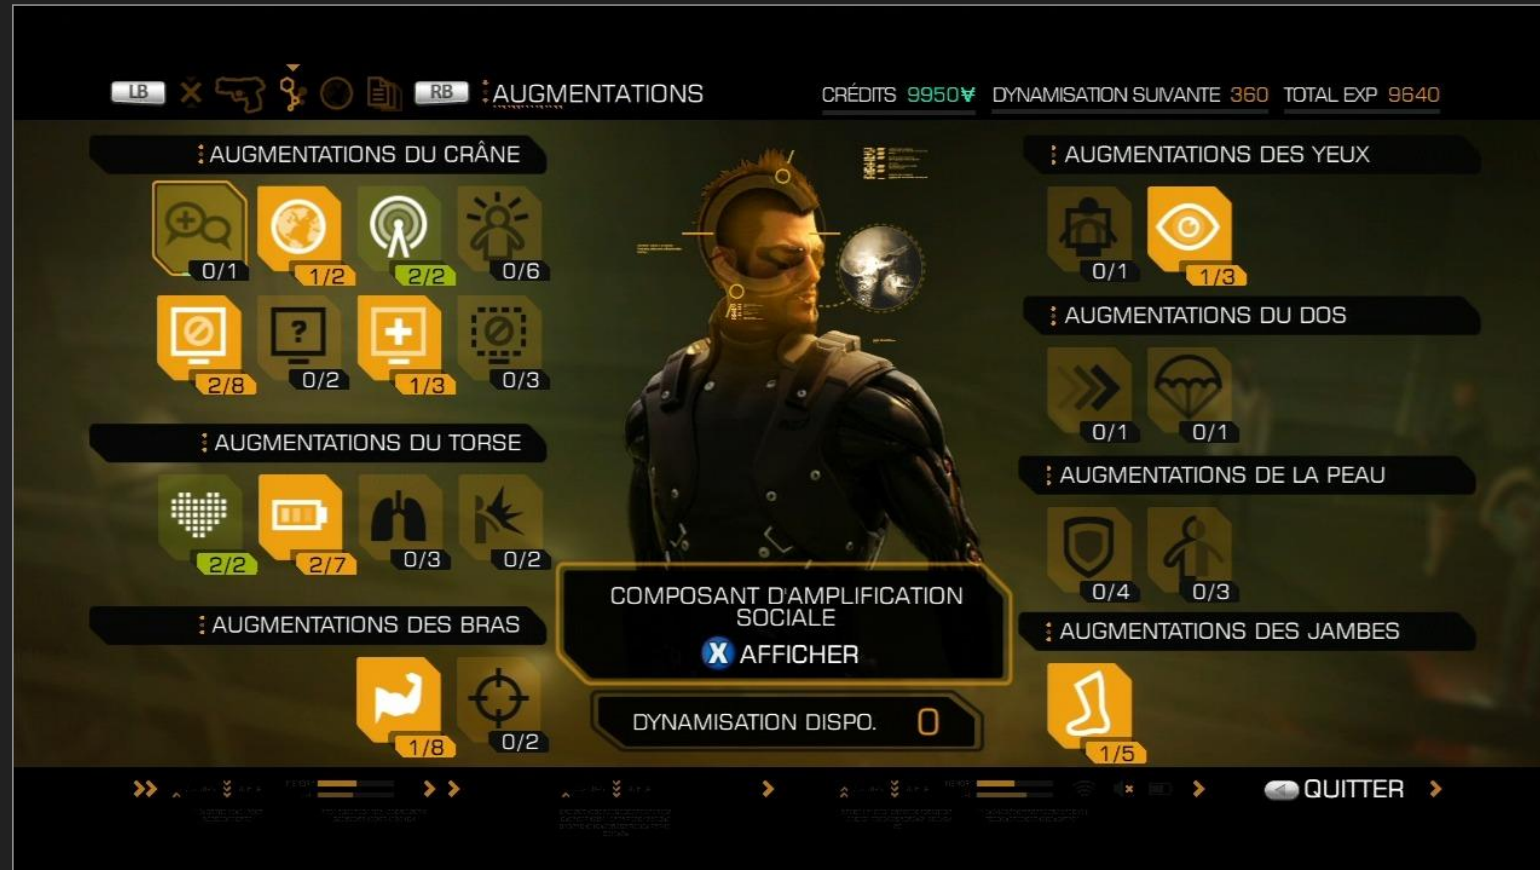 LB
RB
AUGMENTATIONS
CRÉDITS 9950
DYNAMISATION SUIVANTE 360
TOTAL EXP 9640
AUGMENTATIONS DU CRÂNE
0/1
1/2
2/2
0/6
2/8
?
0/2
1/3
0/3
AUGMENTATIONS DU TORSE
2/2
2/7
0/3
0/2
AUGMENTATIONS DES BRAS
1/8
0/2
COMPOSANT D'AMPLIFICATION
SOCIALE
X AFFICHER
DYNAMISATION DISPO. 0
AUGMENTATIONS DES YEUX
0/1
1/3
AUGMENTATIONS DU DOS
0/1
0/1
AUGMENTATIONS DE LA PEAU
0/4
0/3
AUGMENTATIONS DES JAMBES
1/5
QUITTER